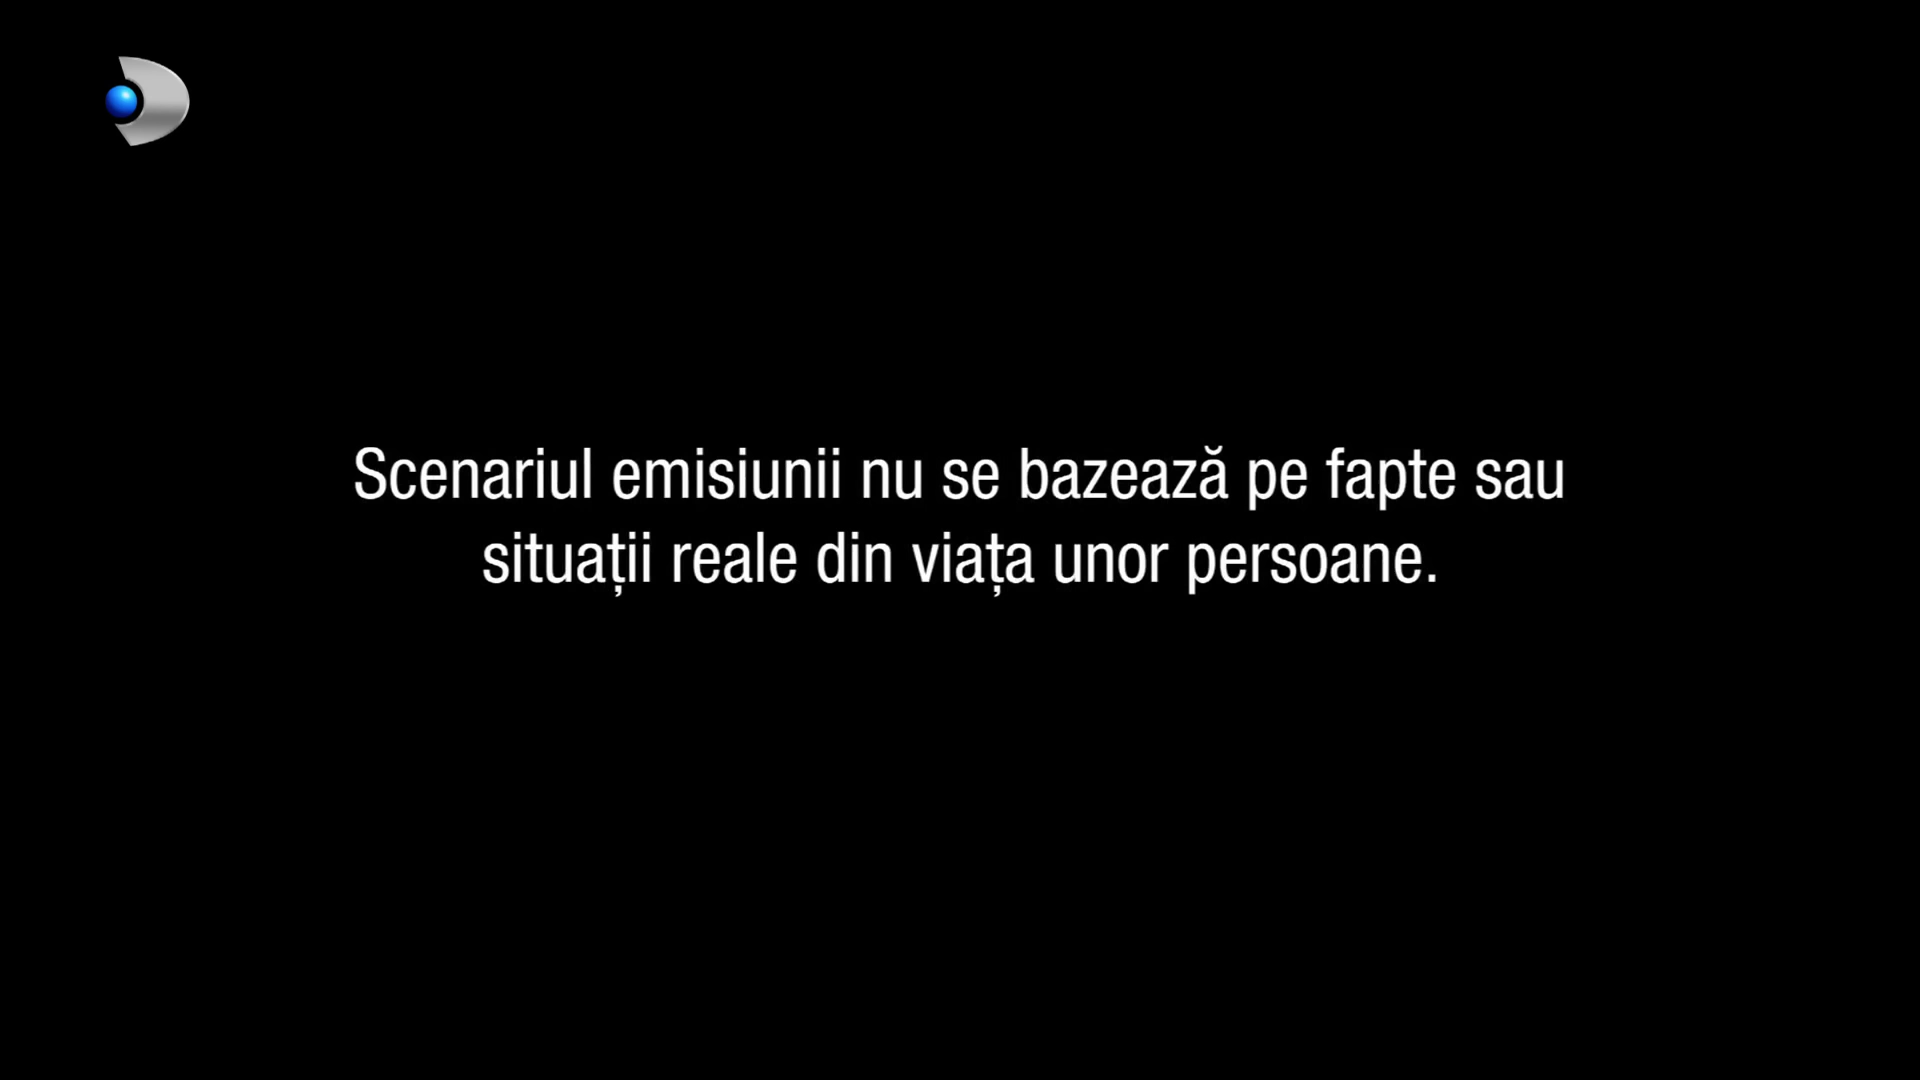 Scenariul emisiunii nu se bazează pe fapte sau
situații reale din viața unor persoane.